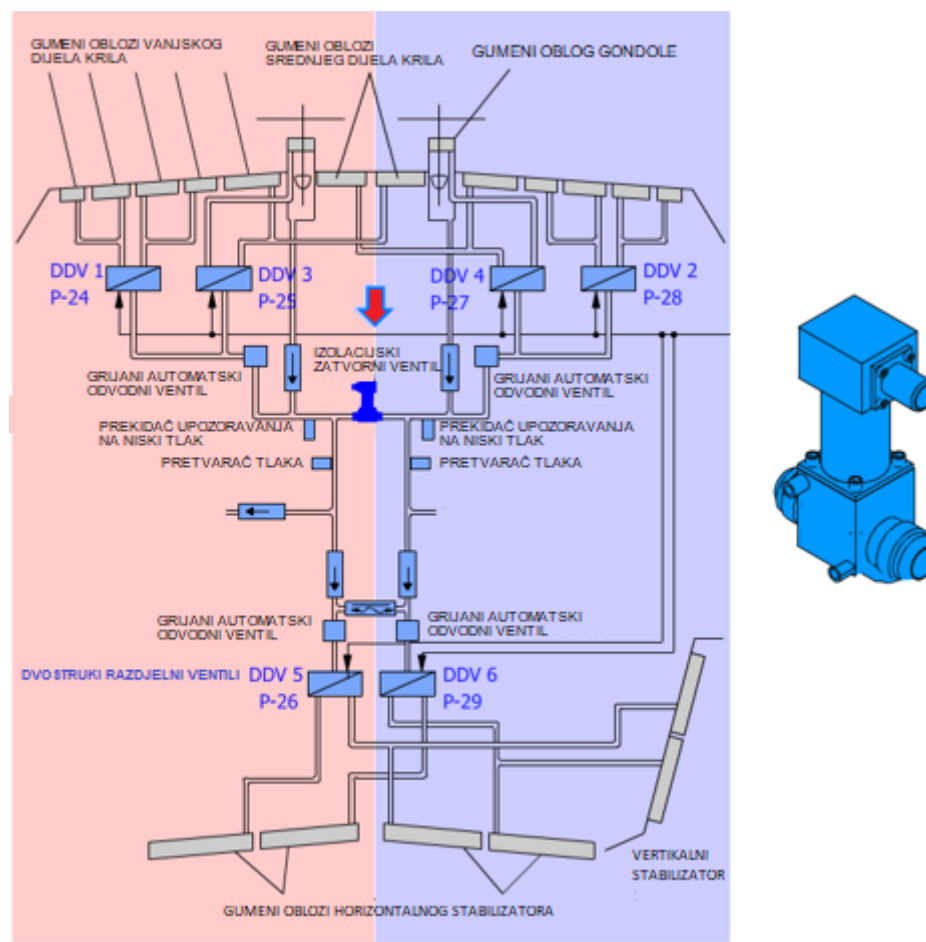 GUMENI OBLOZI VANJSKOG
DIJELA KRILA
GUMENI OBLOZI
SREDNJEG DIJELA KRILA
GUMENI OBLOG GONDOLE
DDV 1
P-24
DDV 3
P-25
DDV 4
P-27
DDV 2
P-28
IZOLACIJSKI
ZATVORNI VENTIL
GRIJANI AUTOMATSKI
ODVODNI VENTIL
GRIJANI AUTOMATSKI
ODVODNI VENTIL
PREKIDAČ UPOZORAVANJA
NA NISKI TLAK
PREKIDAČ UPOZORAVANJA
NA NISKI TLAK
PRETVARAČ TLAKA
PRETVARAČ TLAKA
GRIJANI AUTOMATSKI
ODVODNI VENTIL
GRIJANI AUTOMATSKI
ODVODNI VENTIL
DVOSTRUKI RAZDJELNI VENTILI
DDV 5
P-26
DDV 6
P-29
VERTIKALNI
STABILIZATOR
GUMENI OBLOZI HORIZONTALNOG STABILIZATORA